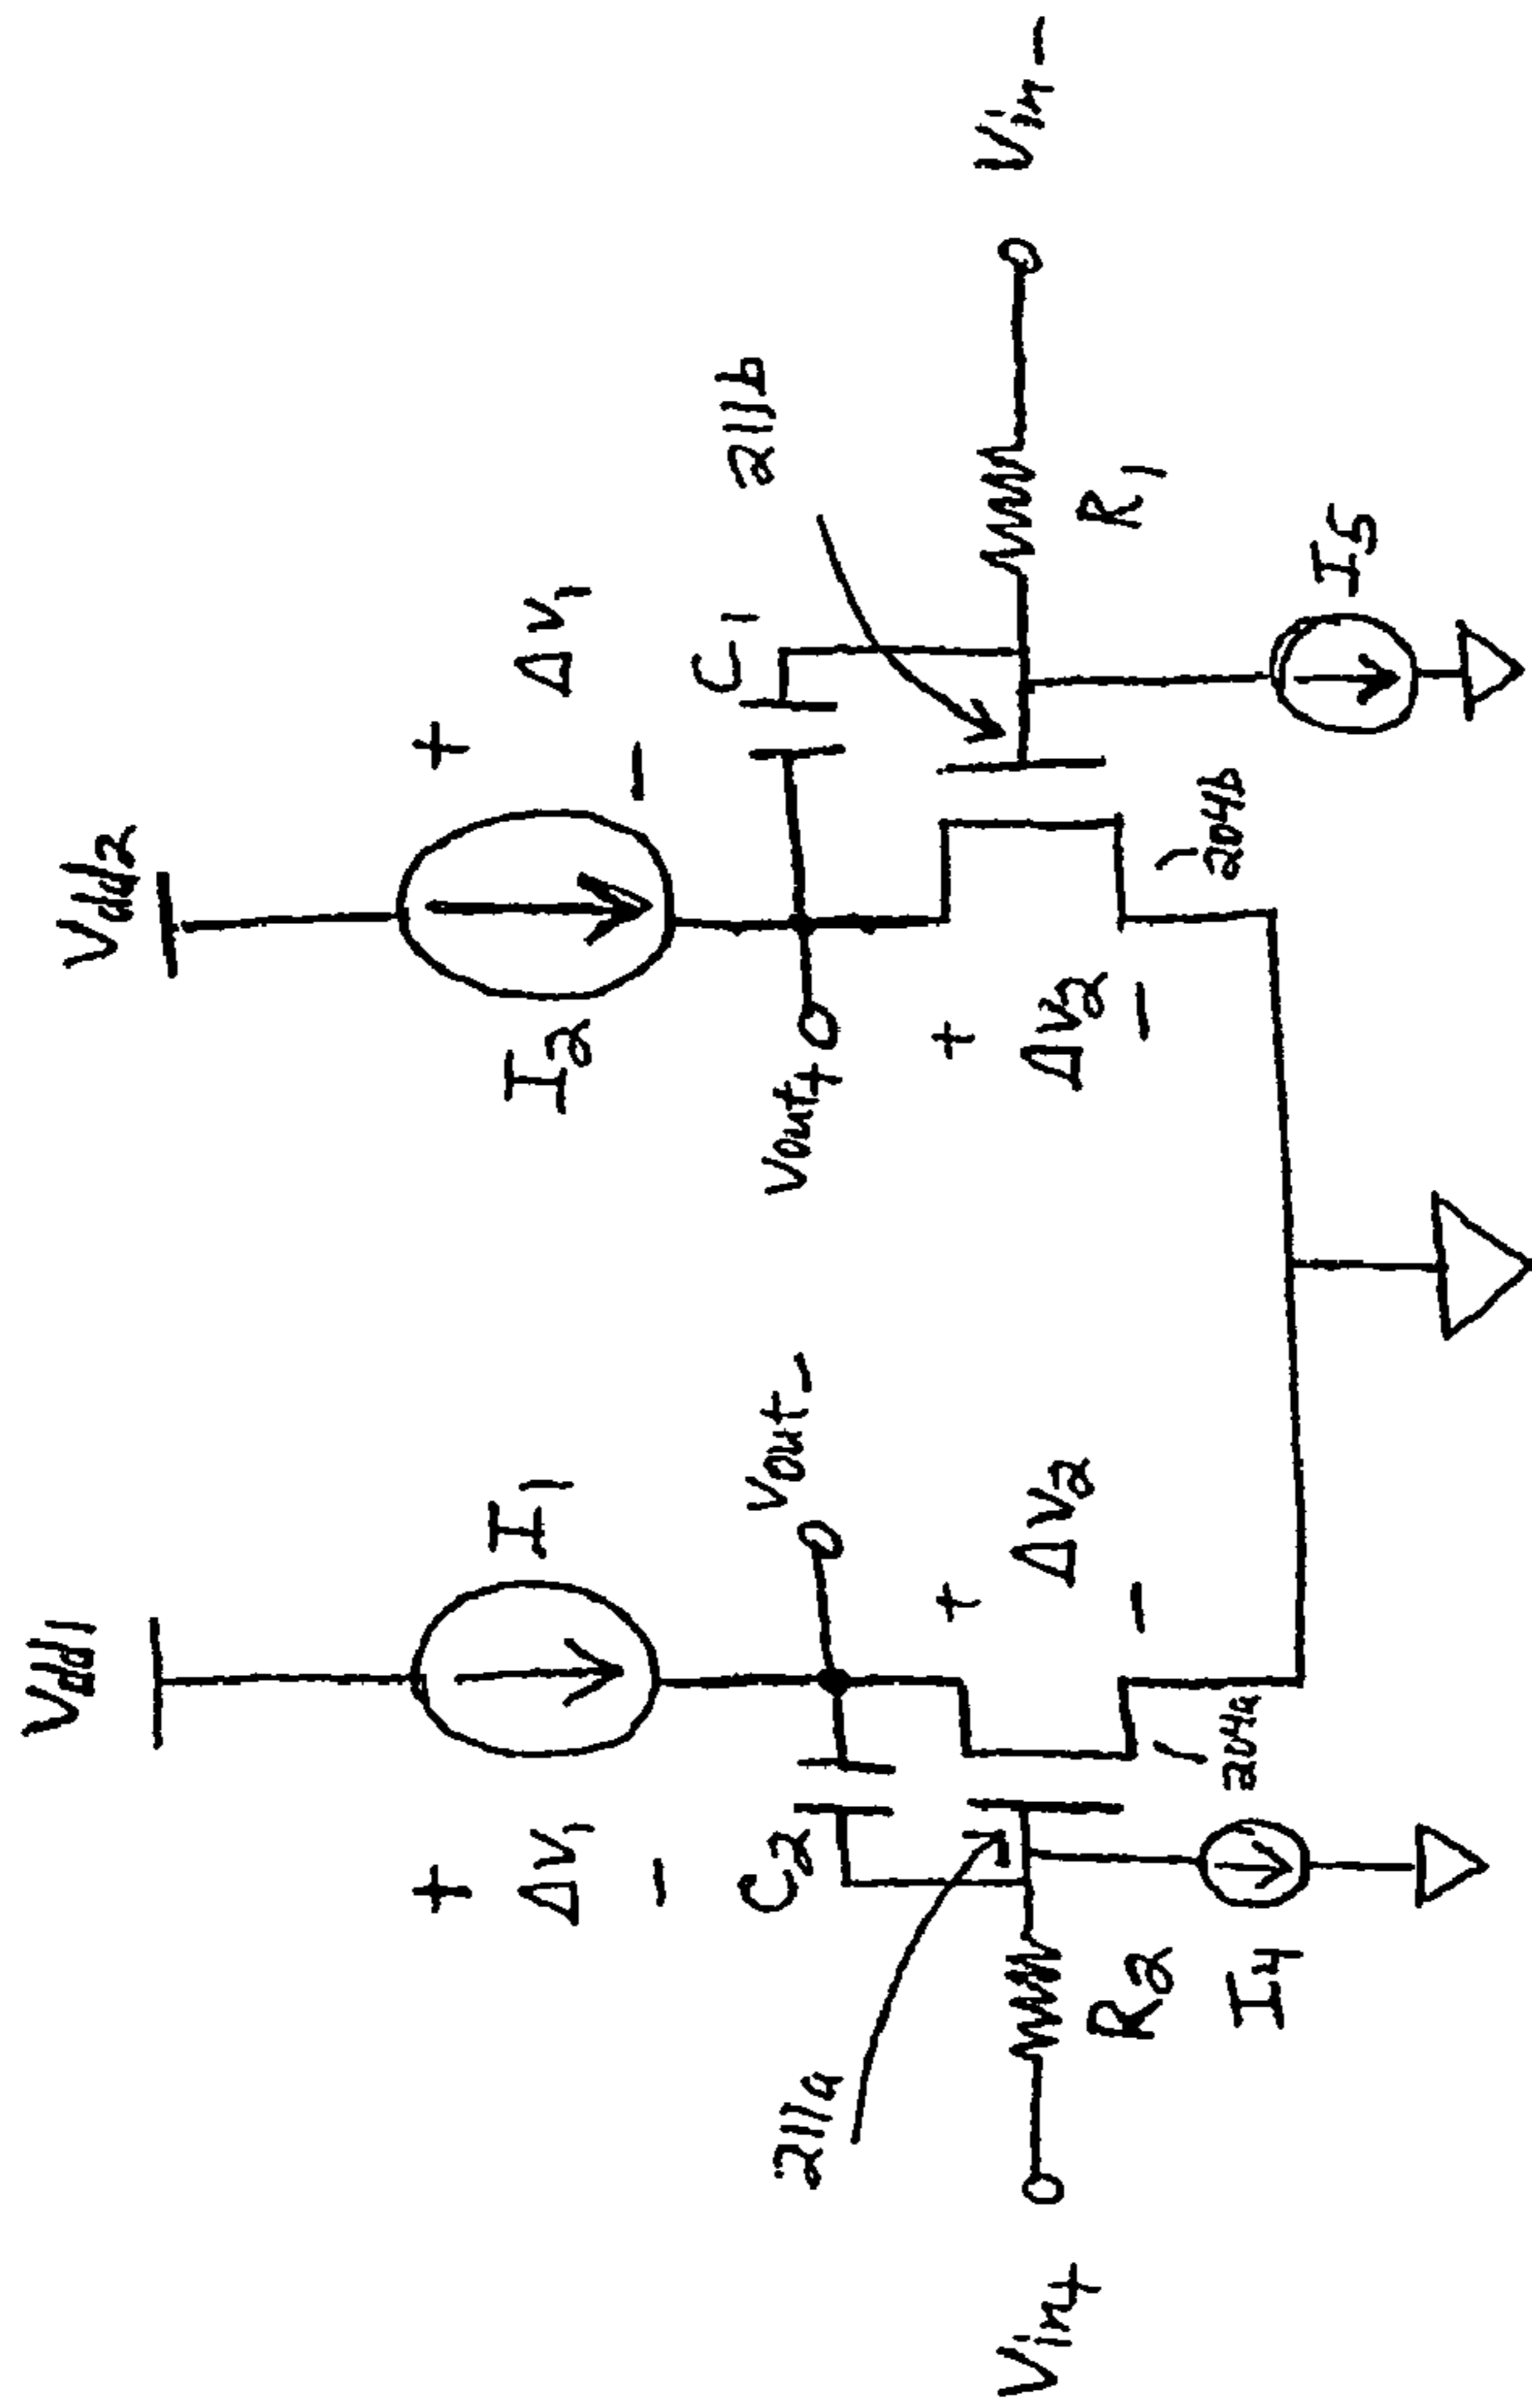 Vdd1
Vdd2
+
+
ΔV1
I1
I2
ΔV1
-
-
C2
Vout-
Vout+
C1
211a
211b
+
+
Vin+
ΔV2
ΔV2
Vin-
R2
R1
-
-
I4
204a
204b
I5